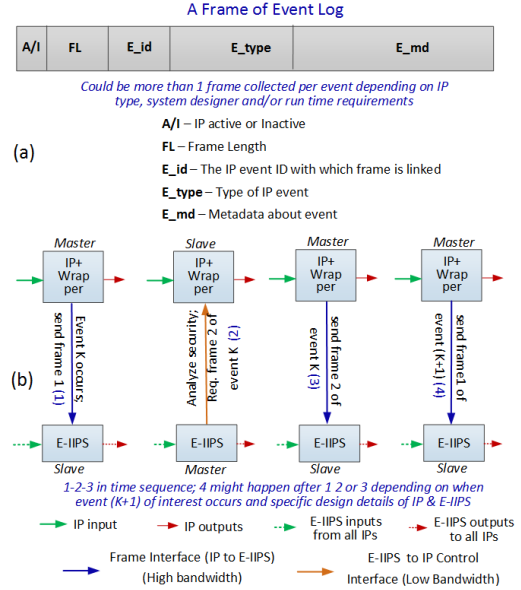 A Frame of Event Log
A/I FL E_id E_type E_md
Could be more than 1 frame collected per event depending on IP
type, system designer and/or run time requirements
A/I – IP active or Inactive
FL – Frame Length
E_id – The IP event ID with which frame is linked
E_type – Type of IP event
E_md – Metadata about event
(a)
Master
IP+
Wrap
per
Event K occurs;
send frame 1 (1)
E-IIPS
Slave
Slave
IP+
Wrap
per
Analyze security;
Req. frame 2 of
event K (2)
E-IIPS
Master
Master
IP+
Wrap
per
send frame 2 of
event K (3)
E-IIPS
Slave
Master
IP+
Wrap
per
send frame1 of
event (K+1) (4)
E-IIPS
Slave
(b)
1-2-3 in time sequence; 4 might happen after 1 2 or 3 depending on when
event (K+1) of interest occurs and specific design details of IP & E-IIPS
IP input
IP outputs
E-IIPS inputs
from all IPs
E-IIPS outputs
to all IPs
Frame Interface (IP to E-IIPS)
(High bandwidth)
E-IIPS to IP Control
Interface (Low Bandwidth)